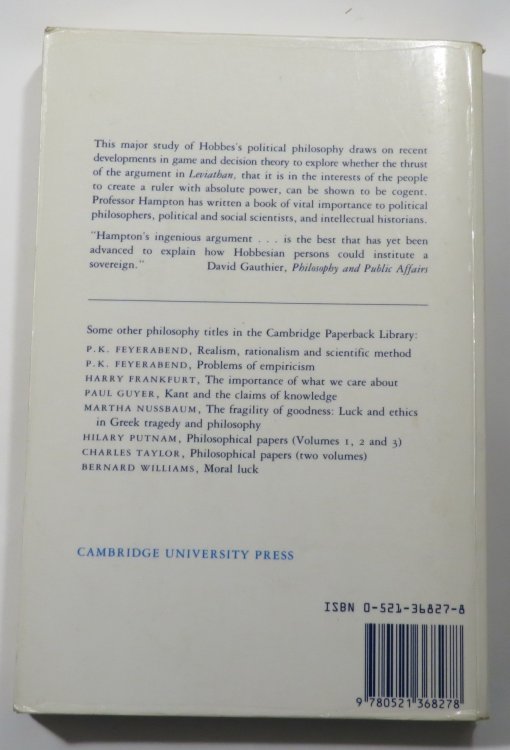 This major study of Hobbes's political philosophy draws on recent
developments in game and decision theory to explore whether the thrust
of the argument in Leviathan, that it is in the interests of the people
to create a ruler with absolute power, can be shown to be cogent.
Professor Hampton has written a book of vital importance to political
philosophers, political and social scientists, and intellectual historians.
"Hampton's ingenious argument . . . is the best that has yet been
advanced to explain how Hobbesian persons could institute a
sovereign." David Gauthier, Philosophy and Public Affairs
Some other philosophy titles in the Cambridge Paperback Library:
P.K. FEYERABEND, Realism, rationalism and scientific method
P.K. FEYERABEND, Problems of empiricism
HARRY FRANKFURT, The importance of what we care about
PAUL GUYER, Kant and the claims of knowledge
MARTHA NUSSBAUM, The fragility of goodness: Luck and ethics
in Greek tragedy and philosophy
HILARY PUTNAM, Philosophical papers (Volumes 1, 2 and 3)
CHARLES TAYLOR, Philosophical papers (two volumes)
BERNARD WILLIAMS, Moral luck
CAMBRIDGE UNIVERSITY PRESS
ISBN 0-521-36827-8
9 780521 368278